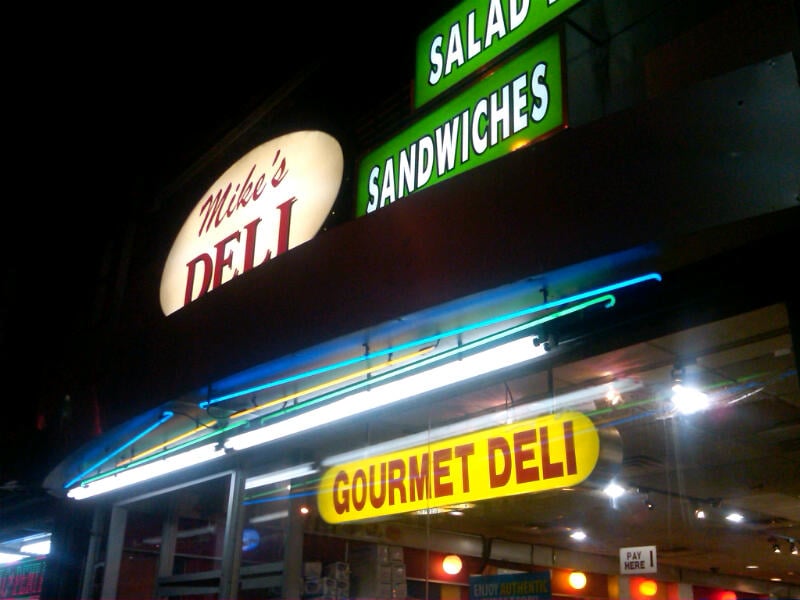 SALAD
SANDWICHES
Mike's
DELI
GOURMET DELI
PAY
HERE
ENJOY AUTHENTIC